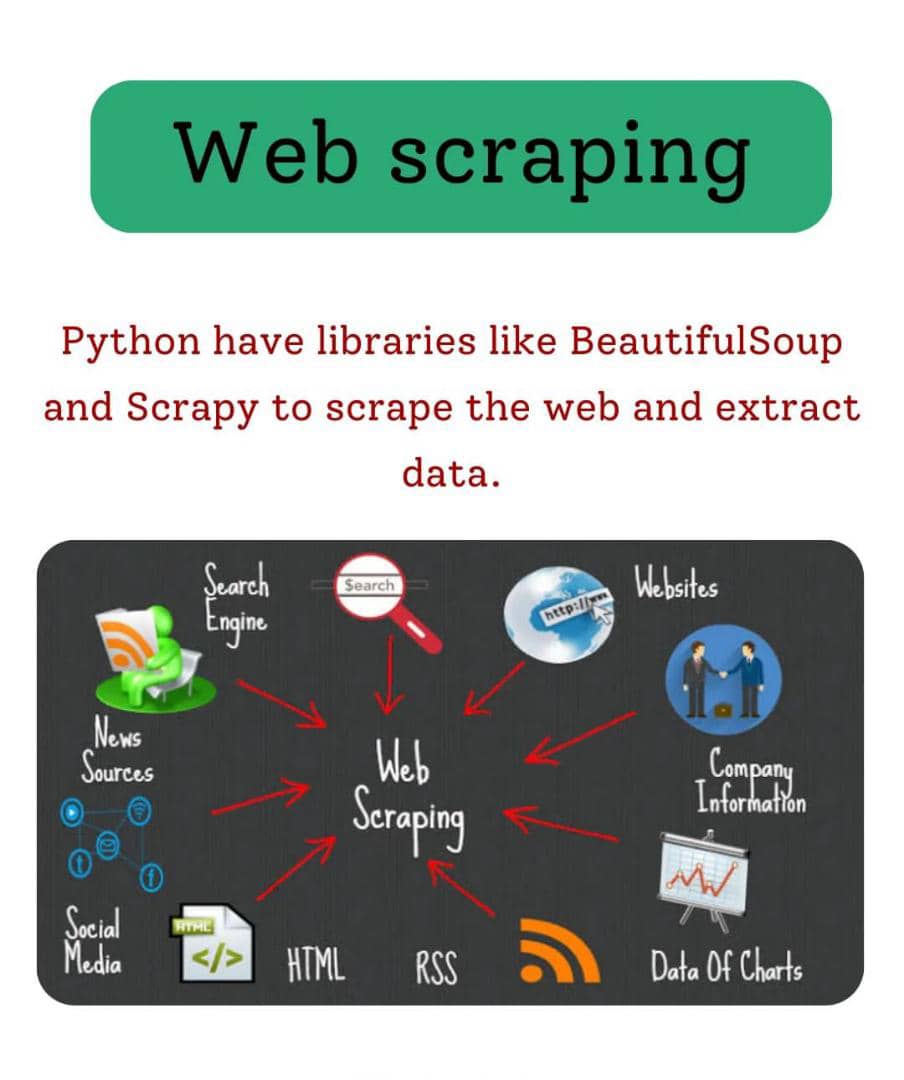 Web scraping
Python have libraries like BeautifulSoup
and Scrapy to scrape the web and extract
data.
Search
Engine
$earch
http://www
Websites
News
Sources
Web
Scraping
Company
Information
Social
Media
HTML
</>
HTML
RSS
Data Of Charts